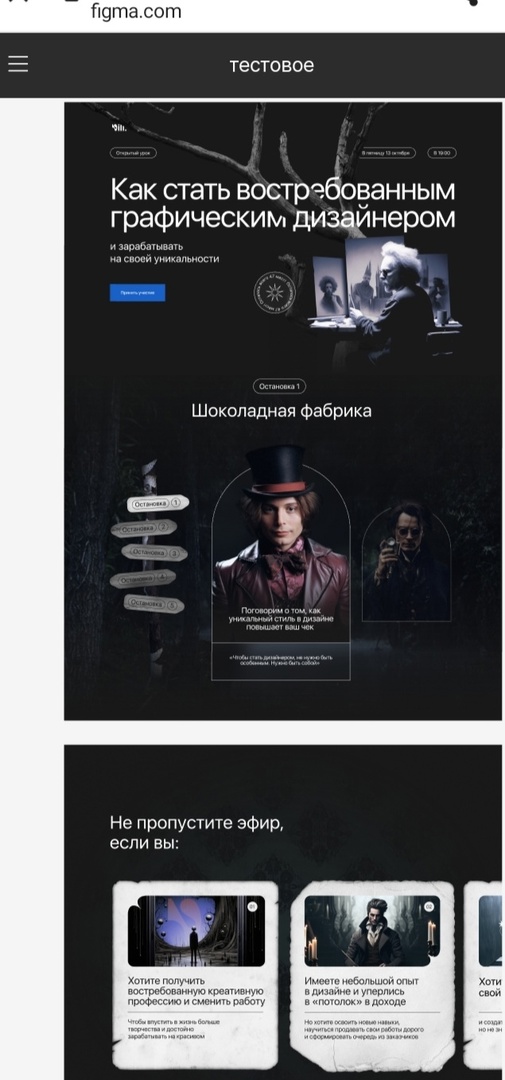 figma.com
тестовое
Открытый урок
В пятницу 13 октября
В 19:00
Как стать востребованным
графическим дизайнером
и зарабатывать
на своей уникальности
Принять участие
Остановка 1
Шоколадная фабрика
Остановка 1
Остановка 2
Остановка 3
Остановка 4
Остановка 5
Поговорим о том, как
уникальный стиль в дизайне
повышает ваш чек
«Чтобы стать дизайнером, не нужно быть
особенным. Нужно быть собой»
Не пропустите эфир,
если вы:
01
02
Хотите получить
востребованную креативную
профессию и сменить работу
Чтобы впустить в жизнь больше
творчества и достойно
зарабатывать на красивом
Имеете небольшой опыт
в дизайне и уперлись
в «потолок» в доходе
Но хотите освоить новые навыки,
научиться продавать свои работы дорого
и сформировать очередь из заказчиков
Хоти
свой
и создат
но не зн